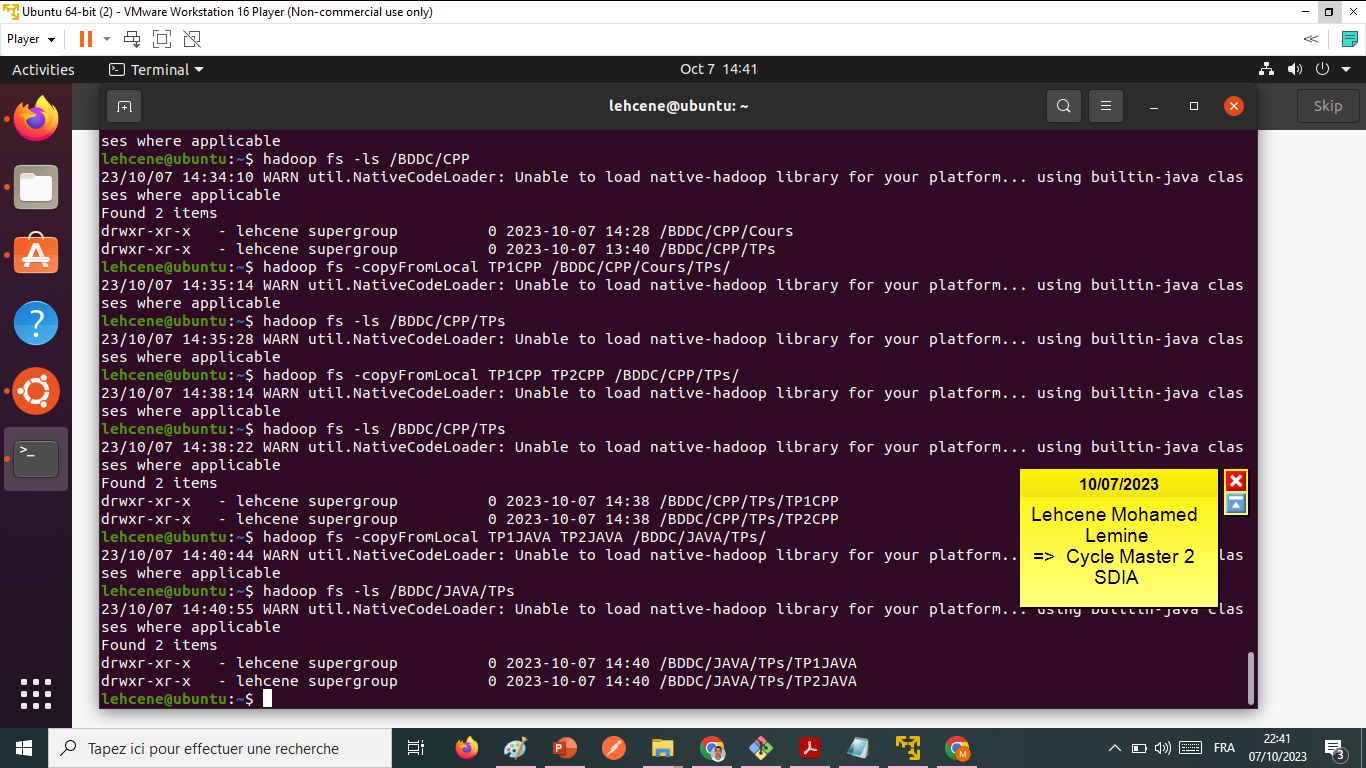 Ubuntu 64-bit (2) - VMware Workstation 16 Player (Non-commercial use only)
Player
Activities
Terminal
Oct 7 14:41
lehcene@ubuntu: ~
Skip
ses where applicable
lehcene@ubuntu:~$ hadoop fs -ls /BDDC/CPP
23/10/07 14:34:10 WARN util.NativeCodeLoader: Unable to load native-hadoop library for your platform... using builtin-java clas
ses where applicable
Found 2 items
drwxr-xr-x   - lehcene supergroup          0 2023-10-07 14:28 /BDDC/CPP/Cours
drwxr-xr-x   - lehcene supergroup          0 2023-10-07 13:40 /BDDC/CPP/TPs
lehcene@ubuntu:~$ hadoop fs -copyFromLocal TP1CPP /BDDC/CPP/Cours/TPs/
23/10/07 14:35:14 WARN util.NativeCodeLoader: Unable to load native-hadoop library for your platform... using builtin-java clas
ses where applicable
lehcene@ubuntu:~$ hadoop fs -ls /BDDC/CPP/TPs
23/10/07 14:35:28 WARN util.NativeCodeLoader: Unable to load native-hadoop library for your platform... using builtin-java clas
ses where applicable
lehcene@ubuntu:~$ hadoop fs -copyFromLocal TP1CPP TP2CPP /BDDC/CPP/TPs/
23/10/07 14:38:14 WARN util.NativeCodeLoader: Unable to load native-hadoop library for your platform... using builtin-java clas
ses where applicable
lehcene@ubuntu:~$ hadoop fs -ls /BDDC/CPP/TPs
23/10/07 14:38:22 WARN util.NativeCodeLoader: Unable to load native-hadoop library for your platform... using builtin-java clas
ses where applicable
Found 2 items
drwxr-xr-x   - lehcene supergroup          0 2023-10-07 14:38 /BDDC/CPP/TPs/TP1CPP
drwxr-xr-x   - lehcene supergroup          0 2023-10-07 14:38 /BDDC/CPP/TPs/TP2CPP
lehcene@ubuntu:~$ hadoop fs -copyFromLocal TP1JAVA TP2JAVA /BDDC/JAVA/TPs/
23/10/07 14:40:44 WARN util.NativeCodeLoader: Unable to load native-hadoop library for your platform... clas
ses where applicable
lehcene@ubuntu:~$ hadoop fs -ls /BDDC/JAVA/TPs
23/10/07 14:40:55 WARN util.NativeCodeLoader: Unable to load native-hadoop library for your platform... using builtin-java clas
ses where applicable
Found 2 items
drwxr-xr-x   - lehcene supergroup          0 2023-10-07 14:40 /BDDC/JAVA/TPs/TP1JAVA
drwxr-xr-x   - lehcene supergroup          0 2023-10-07 14:40 /BDDC/JAVA/TPs/TP2JAVA
lehcene@ubuntu:~$
10/07/2023
Lehcene Mohamed
Lemine
=> Cycle Master 2
SDIA
Tapez ici pour effectuer une recherche
FRA
22:41
07/10/2023
3